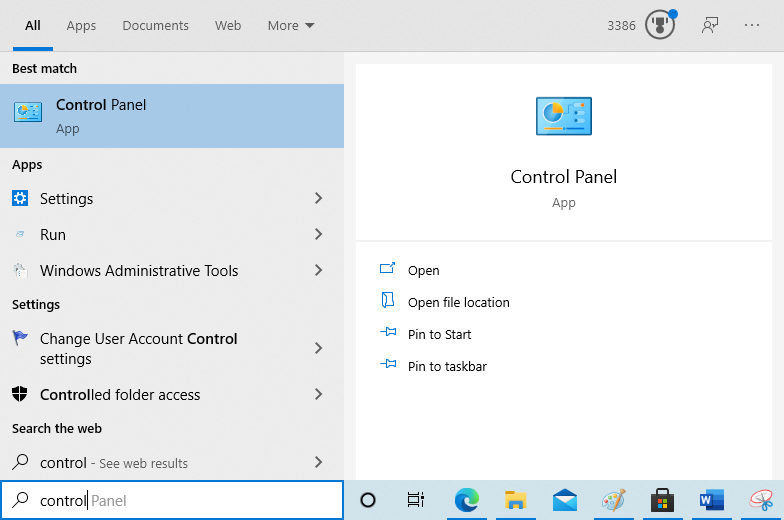 All Apps Documents Web More 3386 ...
Best match
Control Panel
App
Apps
Settings
Run
Windows Administrative Tools
Settings
Change User Account Control
settings
Controlled folder access
Search the web
control - See web results
control Panel
Control Panel
App
Open
Open file location
Pin to Start
Pin to taskbar
W